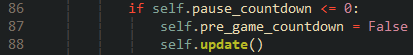 86 if self.pause_countdown <= 0:
87 self.pre_game_countdown = False
88 self.update()